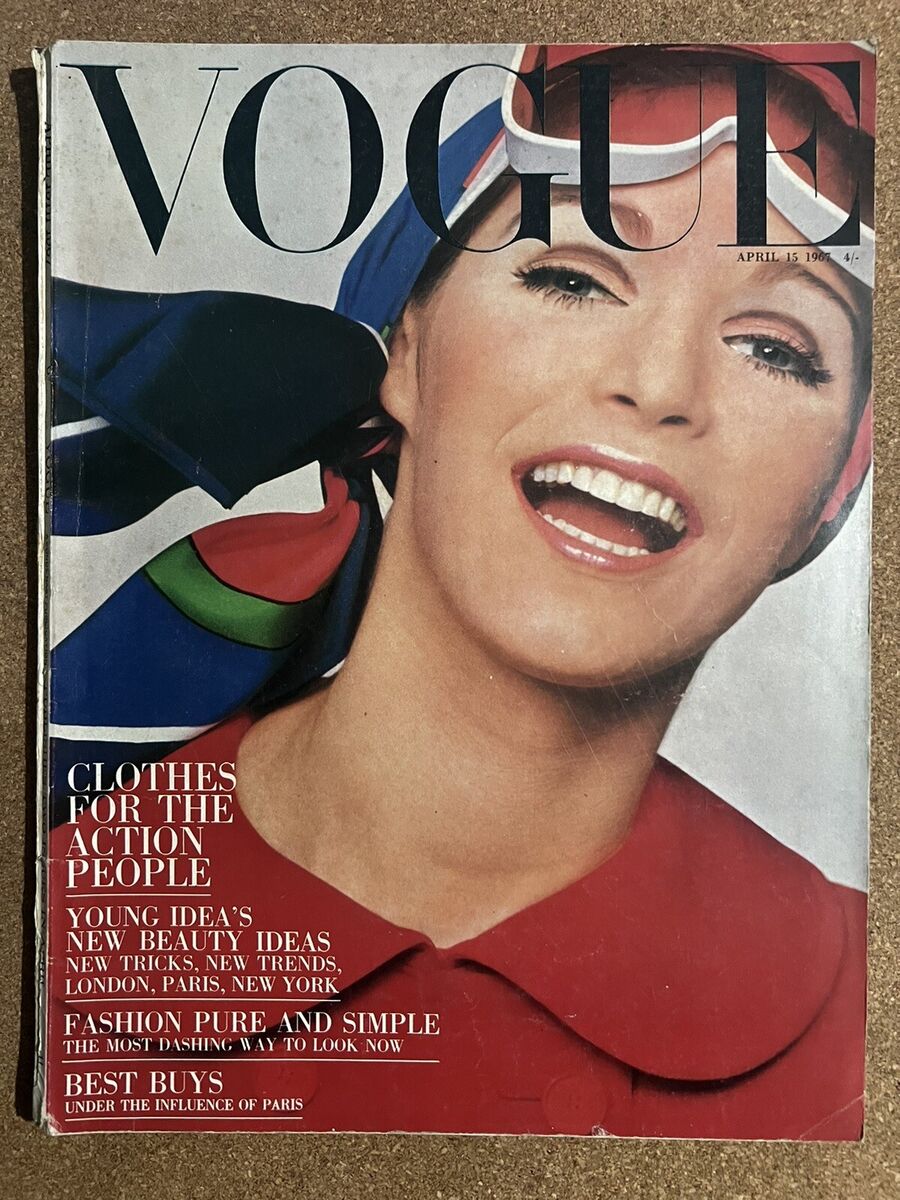 VOGUE
APRIL 15 1967 4/-
CLOTHES
FOR THE
ACTION
PEOPLE
YOUNG IDEA'S
NEW BEAUTY IDEAS
NEW TRICKS, NEW TRENDS,
LONDON, PARIS, NEW YORK
FASHION PURE AND SIMPLE
THE MOST DASHING WAY TO LOOK NOW
BEST BUYS
UNDER THE INFLUENCE OF PARIS